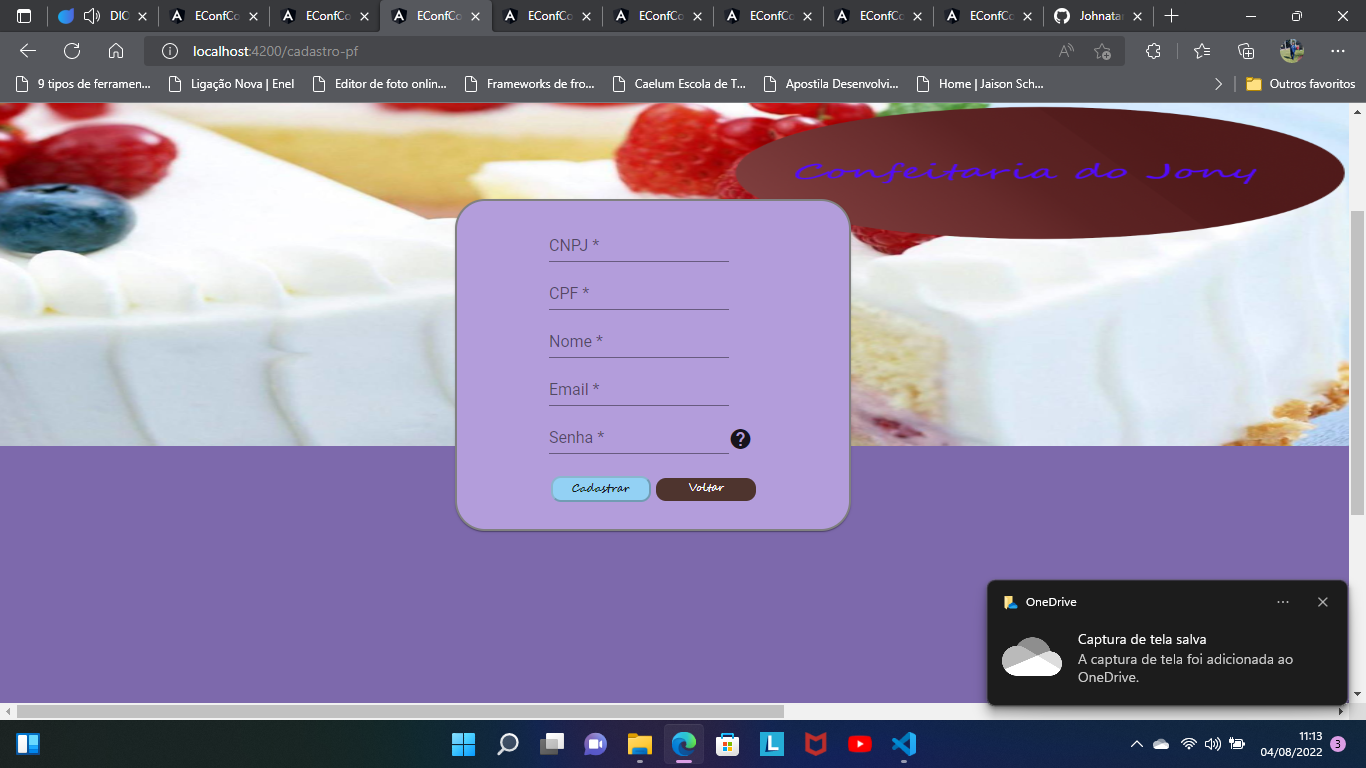 DIC
EConfCo
EConfCo
EConfCo
EConfCo
EConfCo
EConfCo
EConfCo
EConfCo
Johnatar
localhost:4200/cadastro-pf
9 tipos de ferramen...
Ligação Nova | Enel
Editor de foto onlin...
Frameworks de fro...
Caelum Escola de T...
Apostila Desenvolvi...
Home | Jaison Sch...
Outros favoritos
Confeitaria do Jony
CNPJ *
CPF *
Nome *
Email *
Senha *
?
Cadastrar
Voltar
OneDrive
Captura de tela salva
A captura de tela foi adicionada ao
OneDrive.
11:13
04/08/2022
3